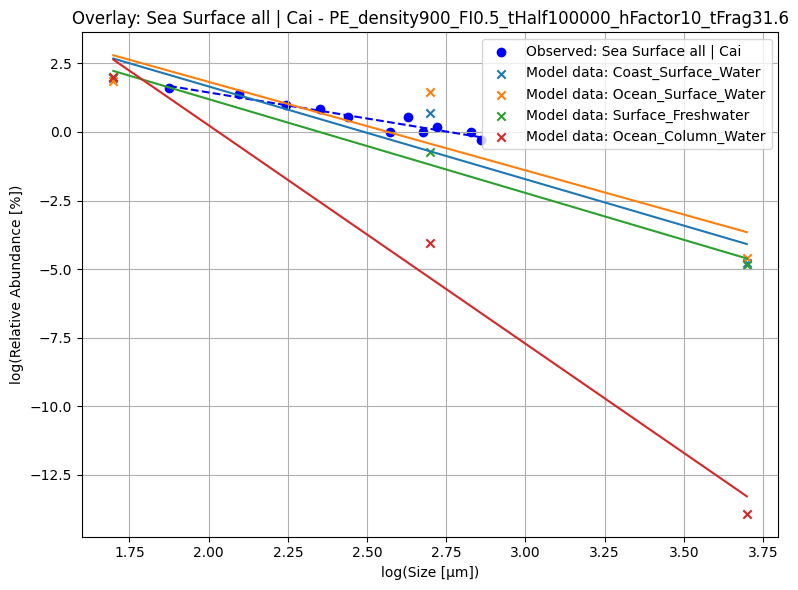 Overlay: Sea Surface all | Cai - PE_density900_FI0.5_tHalf100000_hFactor10_tFrag31.6
Observed: Sea Surface all | Cai
Model data: Coast_Surface_Water
Model data: Ocean_Surface_Water
Model data: Surface_Freshwater
Model data: Ocean_Column_Water
log(Relative Abundance [%])
2.5
0.0
−2.5
−5.0
−7.5
−10.0
−12.5
1.75
2.00
2.25
2.50
2.75
3.00
3.25
3.50
3.75
log(Size [μm])